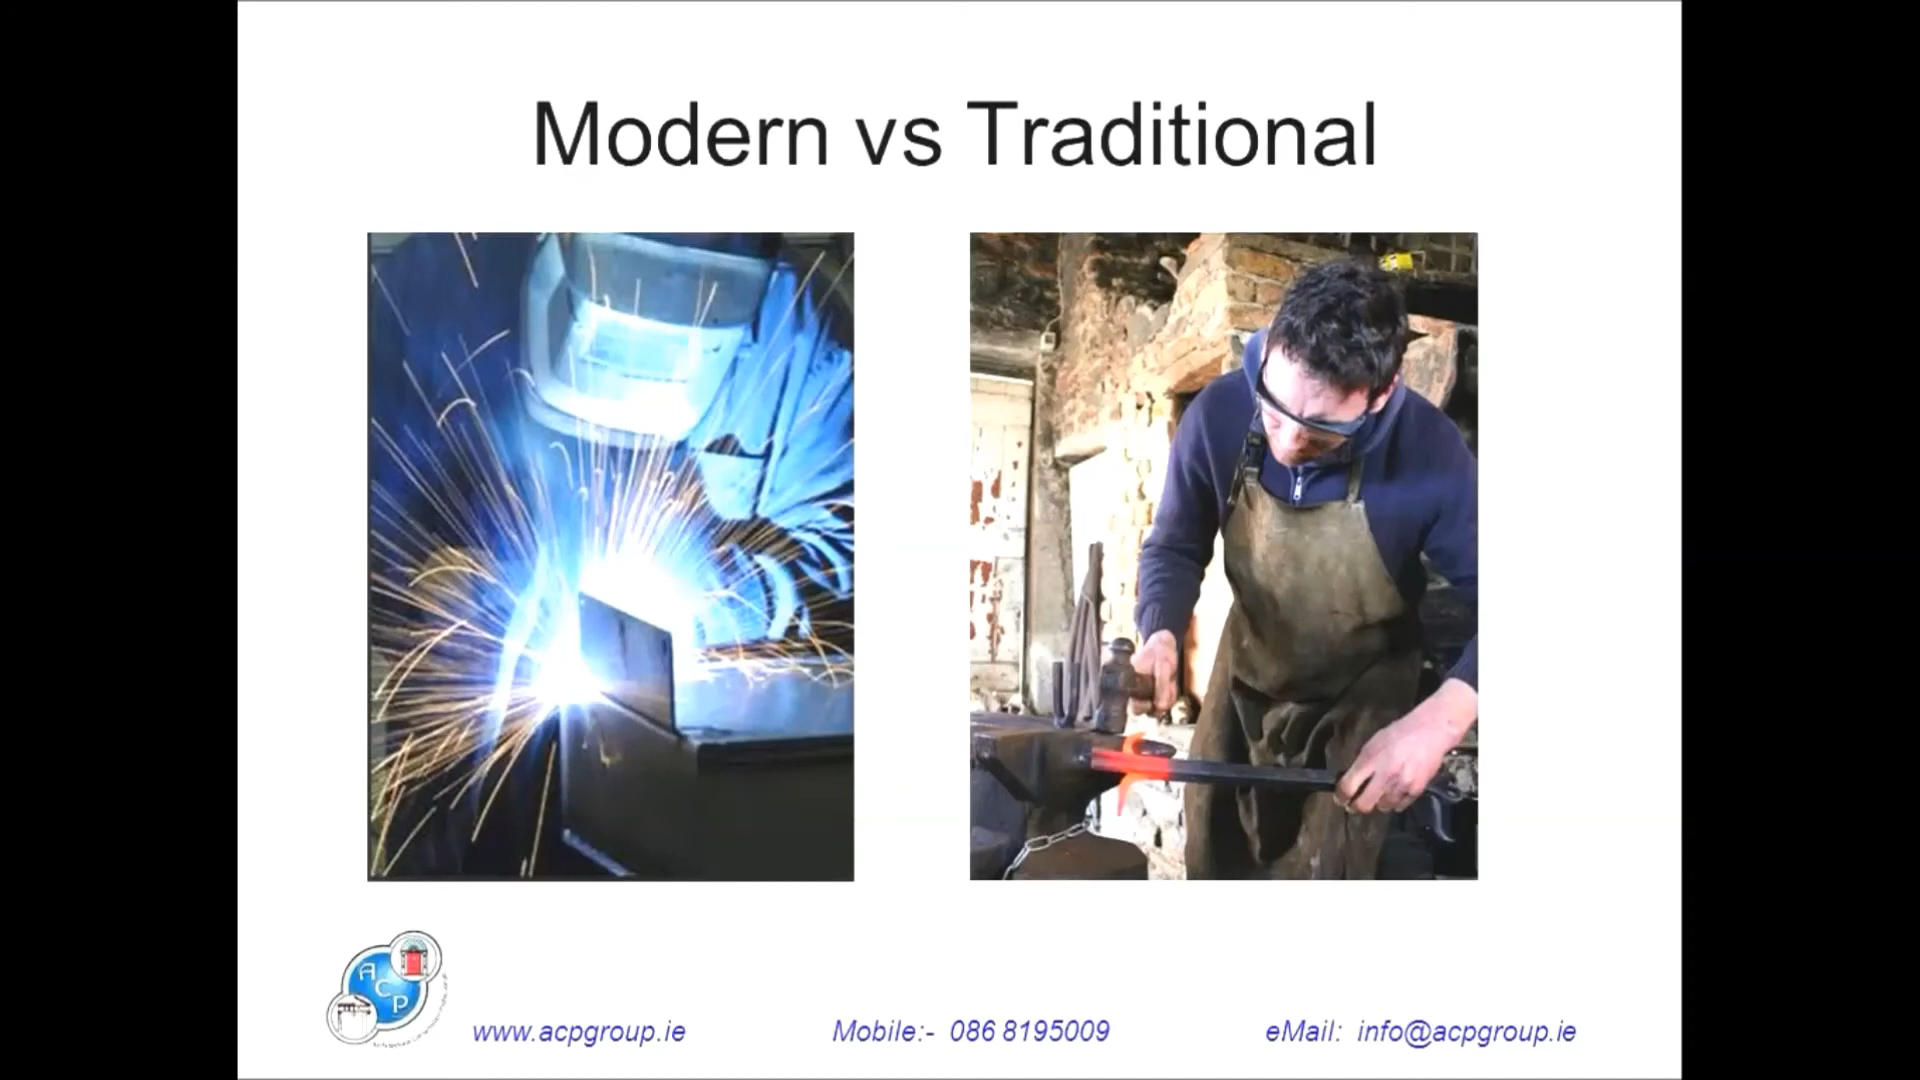 Modern vs Traditional
A
C
P
www.acpgroup.ie Mobile:- 086 8195009 eMail: info@acpgroup.ie